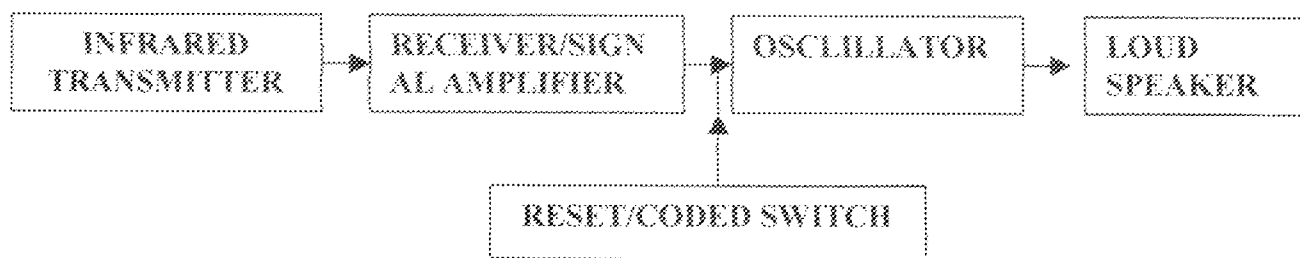 INFRARED
TRANSMITTER
RECEIVER/SIGN
AL AMPLIFIER
OSCLILLATOR
LOUD
SPEAKER
RESET/CODED SWITCH